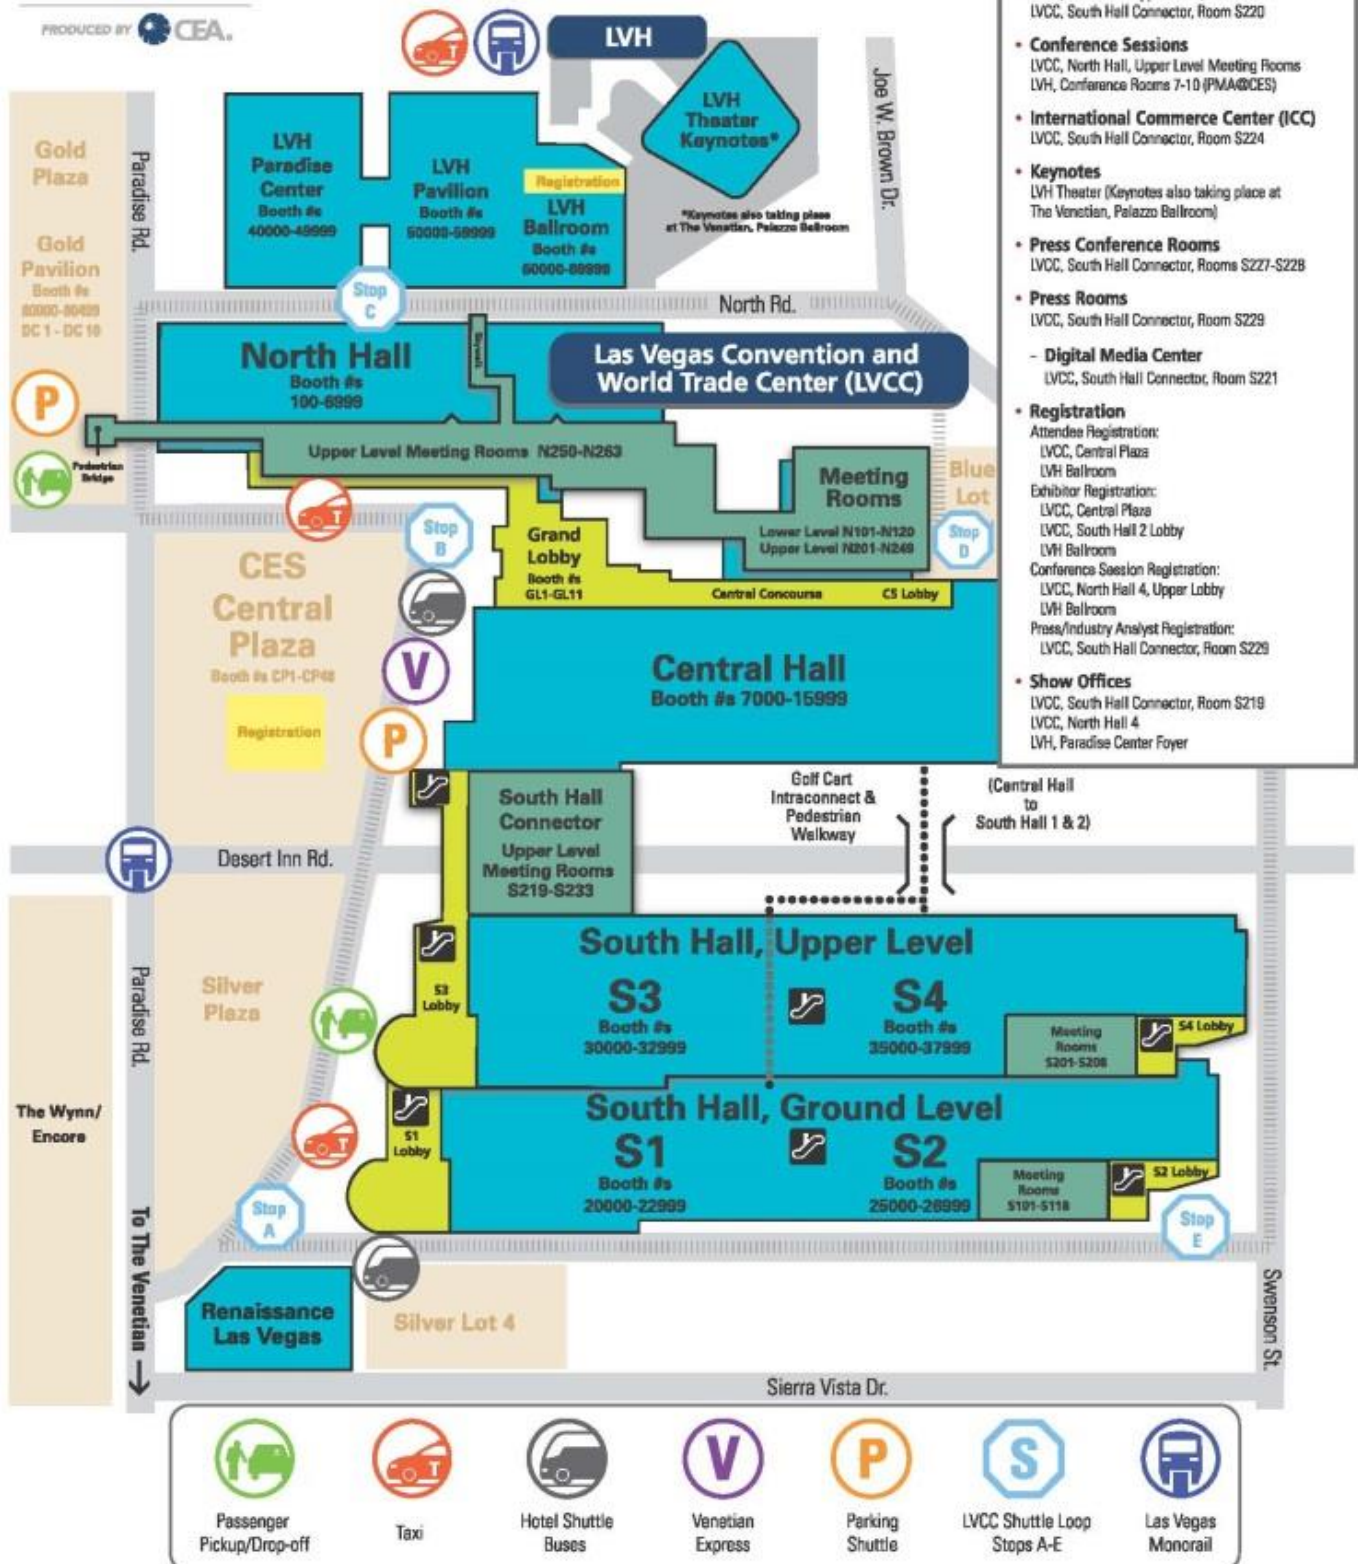 PRODUCED BY CEA
LVH
LVH
Theater
Keynotes*
*Keynotes also taking place
at The Venetian, Palazzo Ballroom
Joe W. Brown Dr.
Gold
Plaza
Gold
Pavilion
Booth #s
DC 1 - DC 10
Paradise Rd.
LVH
Paradise
Center
Booth #s
40000-49999
LVH
Pavilion
Booth #s
50000-59999
Registration
LVH
Ballroom
Booth #s
Stop
C
North Rd.
North Hall
Booth #s
100-6999
Skywalk
Las Vegas Convention and
World Trade Center (LVCC)
P
Pedestrian
Bridge
Upper Level Meeting Rooms N250-N263
Meeting
Rooms
Lower Level N101-N120
Upper Level N201-N249
Blue
Lot
Stop
D
T
Stop
B
Grand
Lobby
Booth #s
GL1-GL11
Central Concourse
C5 Lobby
CES
Central
Plaza
Booth #s CP1-CP48
Registration
V
P
Central Hall
Booth #s 7000-15999
South Hall
Connector
Upper Level
Meeting Rooms
S219-S233
Golf Cart
Intraconnect &
Pedestrian
Walkway
(Central Hall
to
South Hall 1 & 2)
Desert Inn Rd.
Silver
Plaza
Paradise Rd.
S3
Lobby
South Hall, Upper Level
S3
Booth #s
30000-32999
S4
Booth #s
35000-37999
Meeting
Rooms
S201-S208
S4 Lobby
The Wynn/
Encore
T
S1
Lobby
South Hall, Ground Level
S1
Booth #s
20000-22999
S2
Booth #s
25000-28999
Meeting
Rooms
S101-S118
S2 Lobby
Stop
A
Stop
E
To The Venetian
Renaissance
Las Vegas
Silver Lot 4
Swenson St.
Sierra Vista Dr.
LVCC, South Hall Connector, Room S220
• Conference Sessions
LVCC, North Hall, Upper Level Meeting Rooms
LVH, Conference Rooms 7-10 (PMA@CES)
• International Commerce Center (ICC)
LVCC, South Hall Connector, Room S224
• Keynotes
LVH Theater (Keynotes also taking place at
The Venetian, Palazzo Ballroom)
• Press Conference Rooms
LVCC, South Hall Connector, Rooms S227-S228
• Press Rooms
LVCC, South Hall Connector, Room S229
- Digital Media Center
LVCC, South Hall Connector, Room S221
• Registration
Attendee Registration:
LVCC, Central Plaza
LVH Ballroom
Exhibitor Registration:
LVCC, Central Plaza
LVCC, South Hall 2 Lobby
LVH Ballroom
Conference Session Registration:
LVCC, North Hall 4, Upper Lobby
LVH Ballroom
Press/Industry Analyst Registration:
LVCC, South Hall Connector, Room S229
• Show Offices
LVCC, South Hall Connector, Room S219
LVCC, North Hall 4
LVH, Paradise Center Foyer
T
V
P
S
Passenger
Pickup/Drop-off
Taxi
Hotel Shuttle
Buses
Venetian
Express
Parking
Shuttle
LVCC Shuttle Loop
Stops A-E
Las Vegas
Monorail